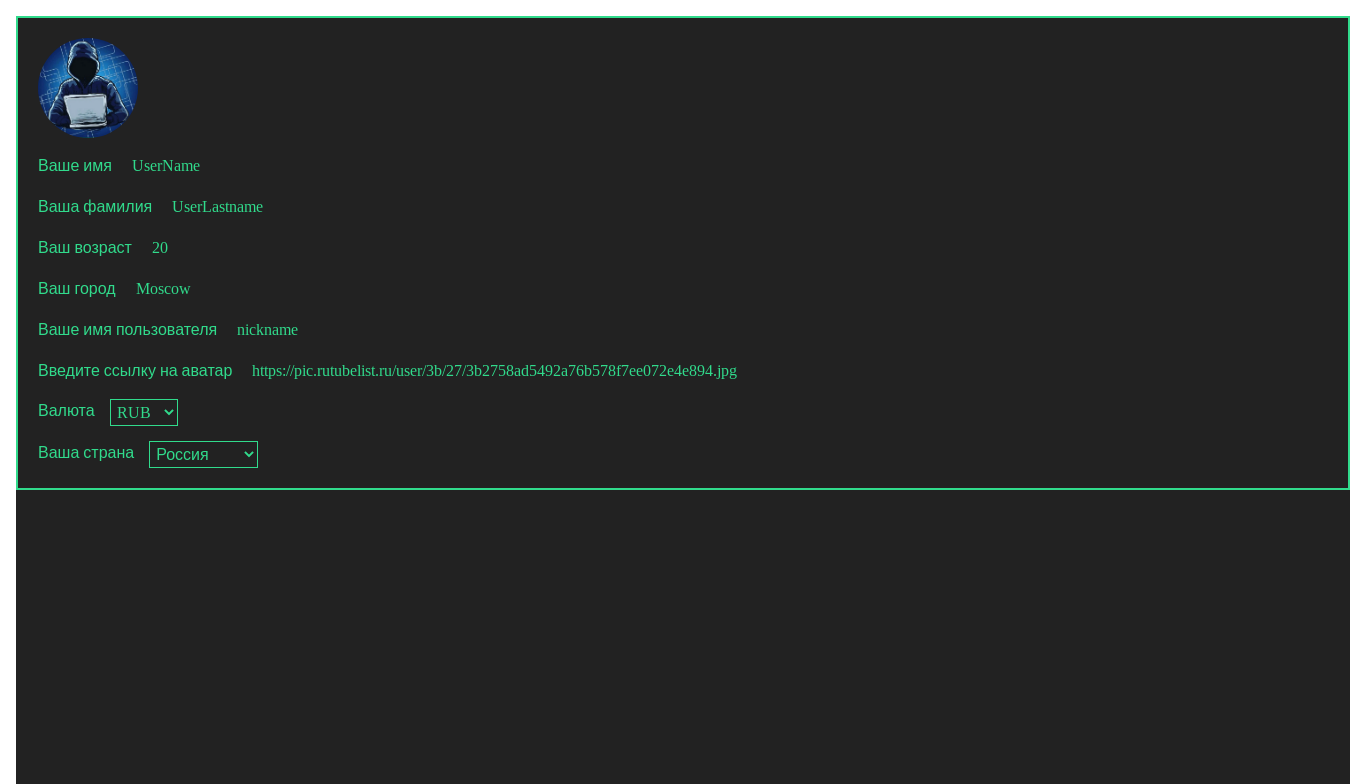 Ваше имя UserName
Ваша фамилия UserLastname
Ваш возраст 20
Ваш город Moscow
Ваше имя пользователя nickname
Введите ссылку на аватар https://pic.rutubelist.ru/user/3b/27/3b2758ad5492a76b578f7ee072e4e894.jpg
Валюта RUB
Ваша страна Россия